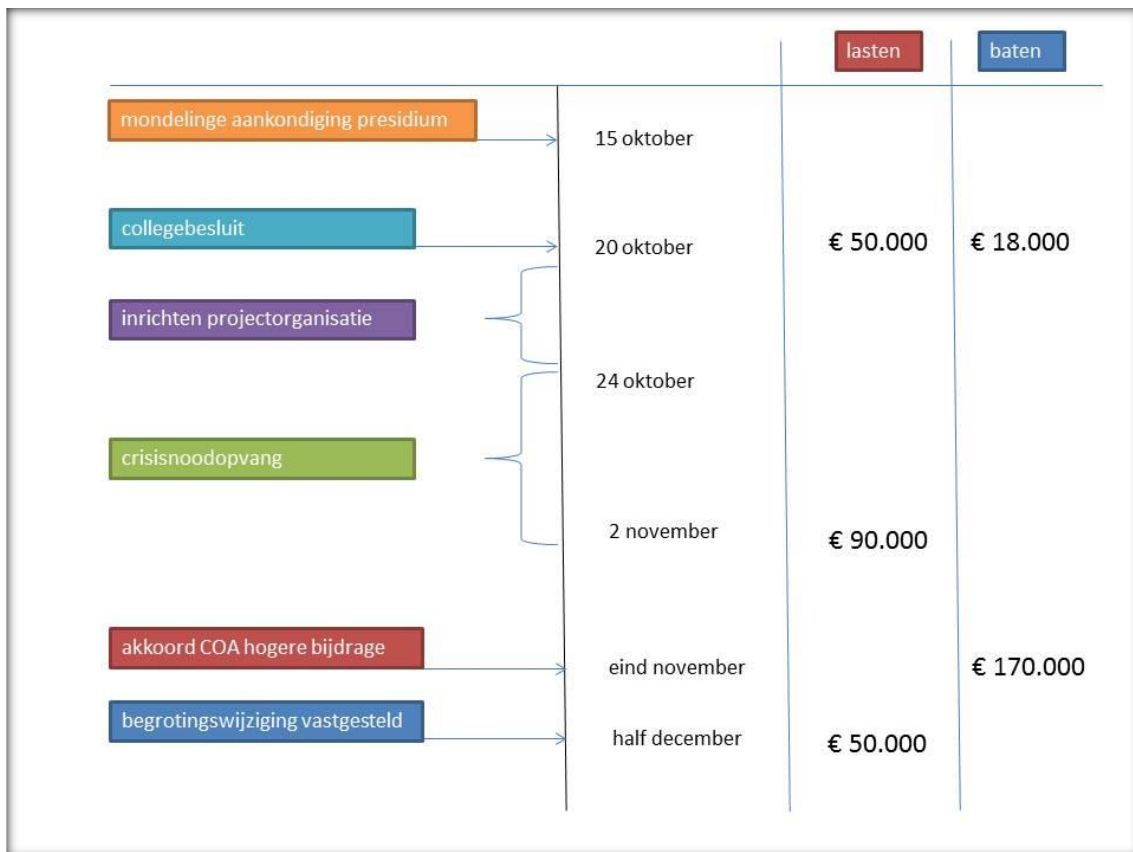 lasten baten
mondelinge aankondiging presidium
15 oktober
collegebesluit
20 oktober € 50.000 € 18.000
inrichten projectorganisatie
24 oktober
crisisnoodopvang
2 november € 90.000
akkoord COA hogere bijdrage
eind november € 170.000
begrotingswijziging vastgesteld
half december € 50.000